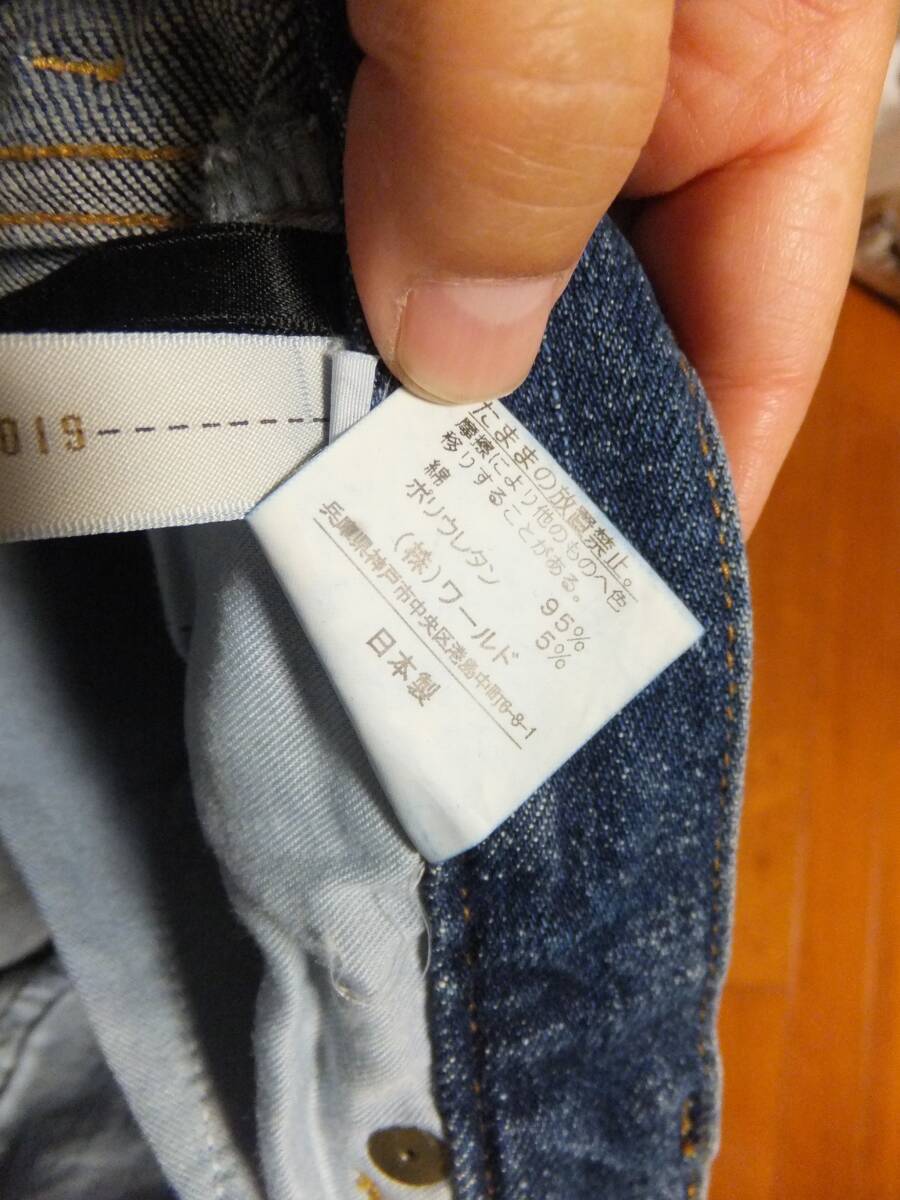 019
たままの放置禁止。
摩擦により他のものへ色
移りすることがある。
綿 95%
ポリウレタン 5%
(株)ワールド
兵庫県神戸市中央区港島中町6-8-1
日本製